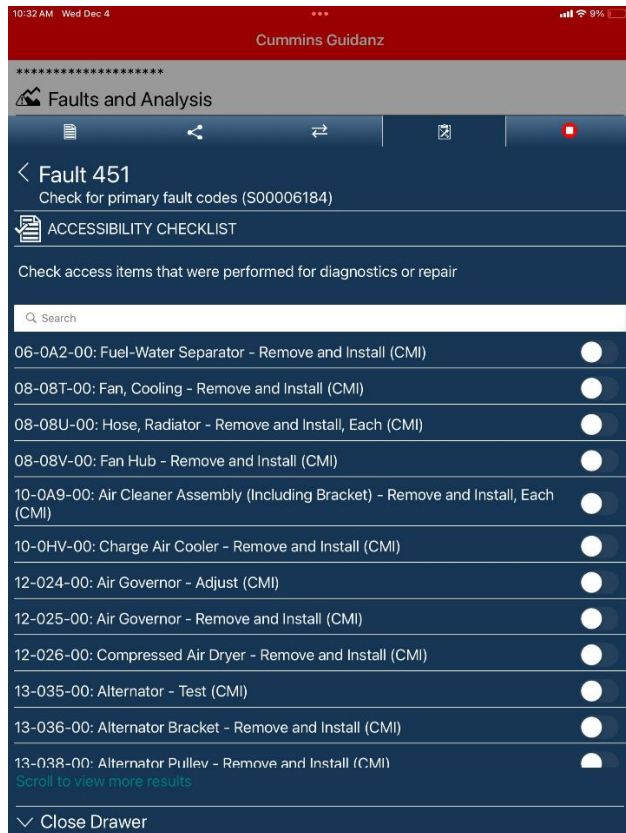 10:32 AM Wed Dec 4
9%
Cummins Guidanz
********************
Faults and Analysis
Fault 451
Check for primary fault codes (S00006184)
ACCESSIBILITY CHECKLIST
Check access items that were performed for diagnostics or repair
Search
06-0A2-00: Fuel-Water Separator - Remove and Install (CMI)
08-08T-00: Fan, Cooling - Remove and Install (CMI)
08-08U-00: Hose, Radiator - Remove and Install, Each (CMI)
08-08V-00: Fan Hub - Remove and Install (CMI)
10-0A9-00: Air Cleaner Assembly (Including Bracket) - Remove and Install, Each
(CMI)
10-0HV-00: Charge Air Cooler - Remove and Install (CMI)
12-024-00: Air Governor - Adjust (CMI)
12-025-00: Air Governor - Remove and Install (CMI)
12-026-00: Compressed Air Dryer - Remove and Install (CMI)
13-035-00: Alternator - Test (CMI)
13-036-00: Alternator Bracket - Remove and Install (CMI)
13-038-00: Alternator Pulley - Remove and Install (CMI)
Scroll to view more results
Close Drawer